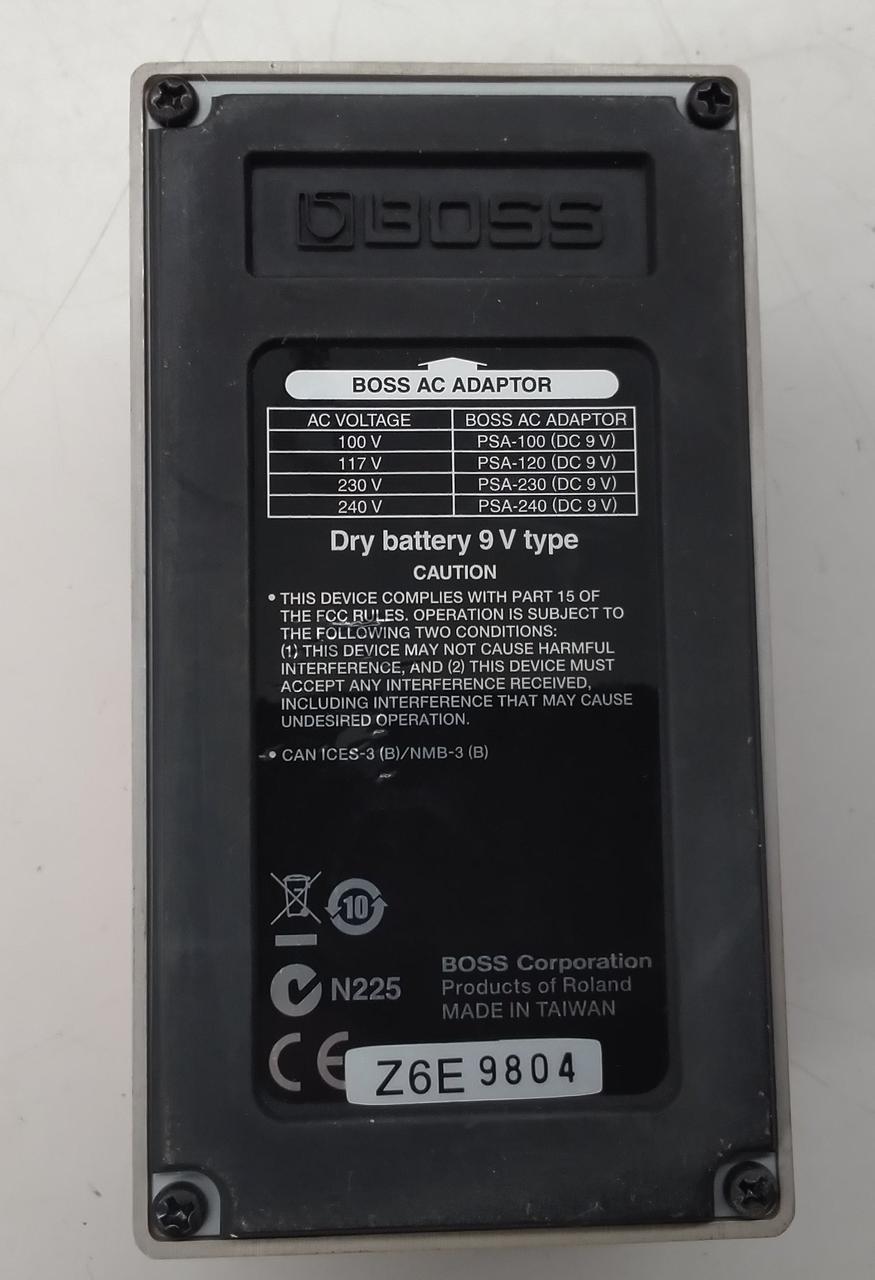 BOSS
BOSS AC ADAPTOR
AC VOLTAGE BOSS AC ADAPTOR
100 V PSA-100 (DC 9 V)
117 V PSA-120 (DC 9 V)
230 V PSA-230 (DC 9 V)
240 V PSA-240 (DC 9 V)
Dry battery 9 V type
CAUTION
• THIS DEVICE COMPLIES WITH PART 15 OF
THE FCC RULES. OPERATION IS SUBJECT TO
THE FOLLOWING TWO CONDITIONS:
(1) THIS DEVICE MAY NOT CAUSE HARMFUL
INTERFERENCE, AND (2) THIS DEVICE MUST
ACCEPT ANY INTERFERENCE RECEIVED,
INCLUDING INTERFERENCE THAT MAY CAUSE
UNDESIRED OPERATION.
• CAN ICES-3 (B)/NMB-3 (B)
10
N225
BOSS Corporation
Products of Roland
MADE IN TAIWAN
CE
Z6E 9804